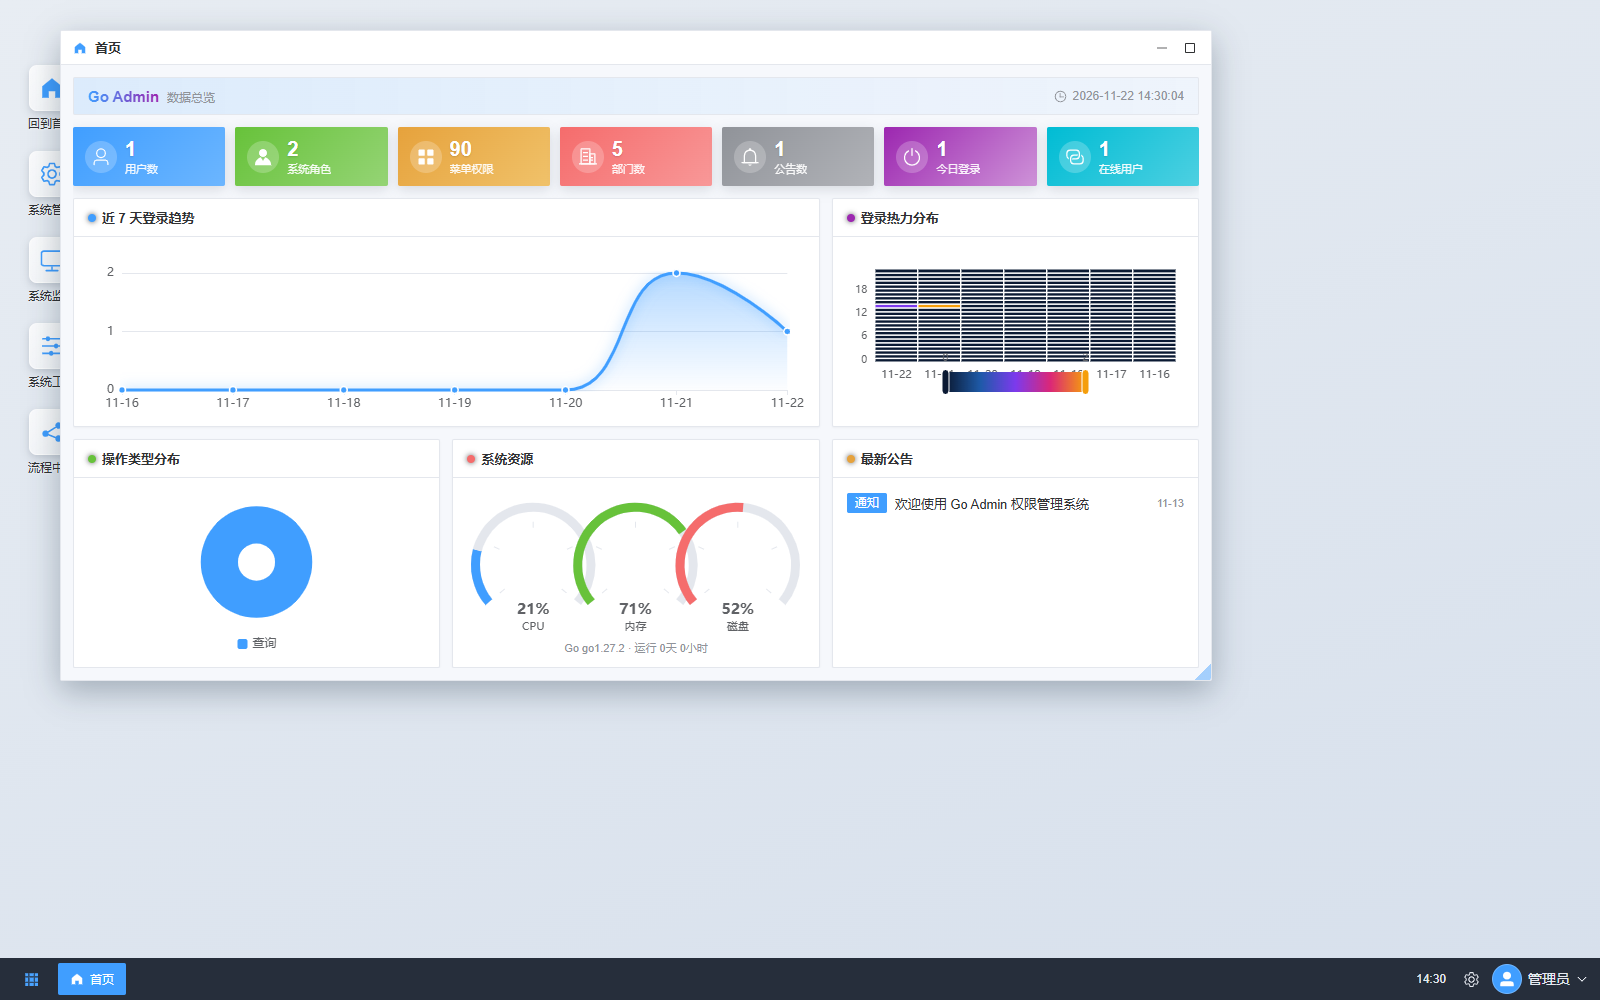 首页
Go Admin 数据总览
2026-11-22 14:30:04
回到首
系统管
系统监
系统工
流程中
1
用户数
2
系统角色
90
菜单权限
5
部门数
1
公告数
1
今日登录
1
在线用户
近 7 天登录趋势
2
1
0
11-16 11-17 11-18 11-19 11-20 11-21 11-22
登录热力分布
18
12
6
0
11-22 11-17 11-16
操作类型分布
查询
系统资源
21% 71% 52%
CPU 内存 磁盘
Go go1.27.2 · 运行 0天 0小时
最新公告
通知 欢迎使用 Go Admin 权限管理系统 11-13
首页
14:30
管理员